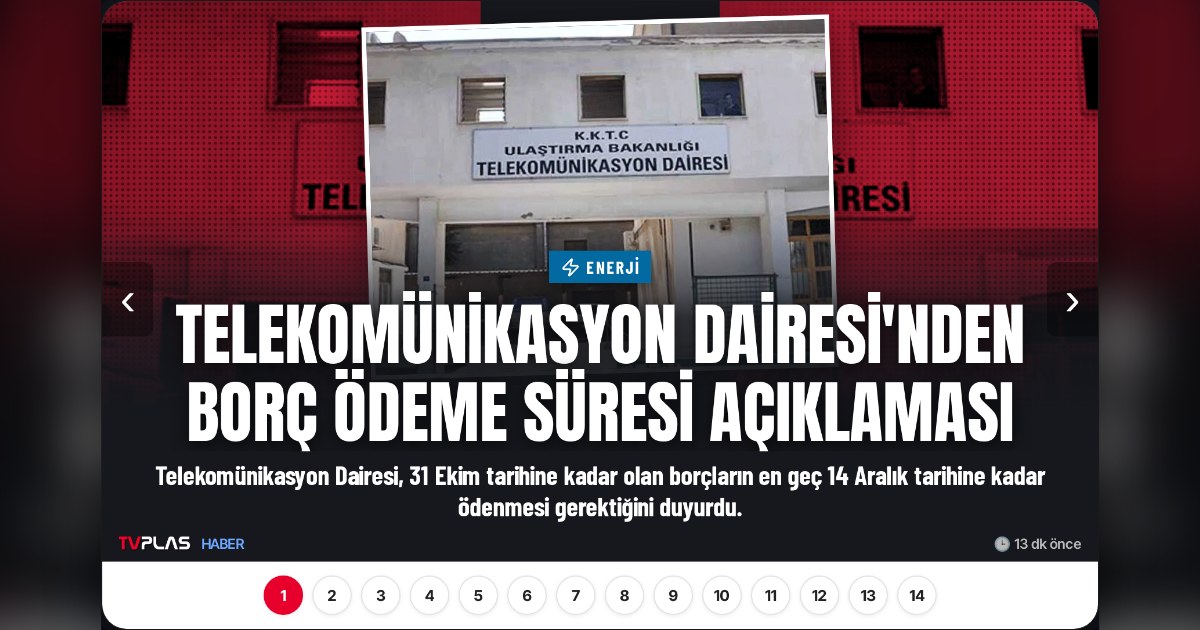 K.K.T.C
ULAŞTIRMA BAKANLIĞI
TELEKOMÜNİKASYON DAİRESİ
ENERJİ
‹
›
TELEKOMÜNİKASYON DAİRESİ'NDEN
BORÇ ÖDEME SÜRESİ AÇIKLAMASI
Telekomünikasyon Dairesi, 31 Ekim tarihine kadar olan borçların en geç 14 Aralık tarihine kadar
ödenmesi gerektiğini duyurdu.
TVPLAS HABER
13 dk önce
1 2 3 4 5 6 7 8 9 10 11 12 13 14